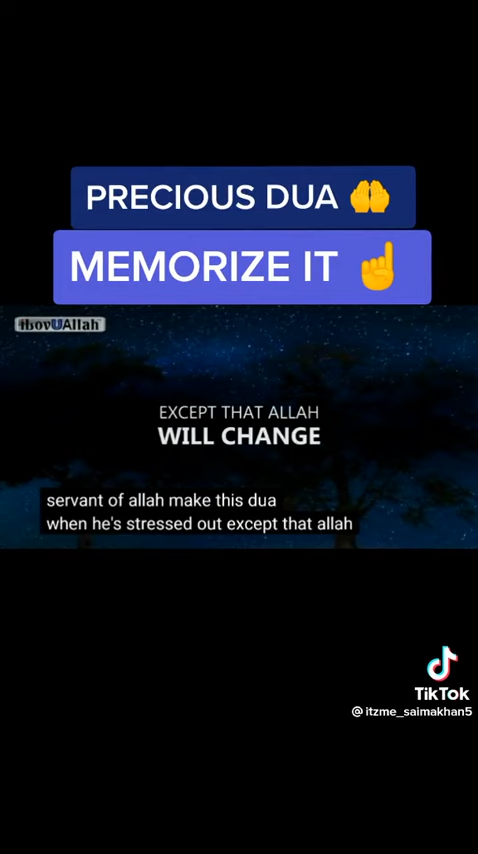 PRECIOUS DUA 🤲
MEMORIZE IT ☝️
IlovUAllah
EXCEPT THAT ALLAH
WILL CHANGE
servant of allah make this dua
when he's stressed out except that allah
TikTok
@itzme_saimakhan5